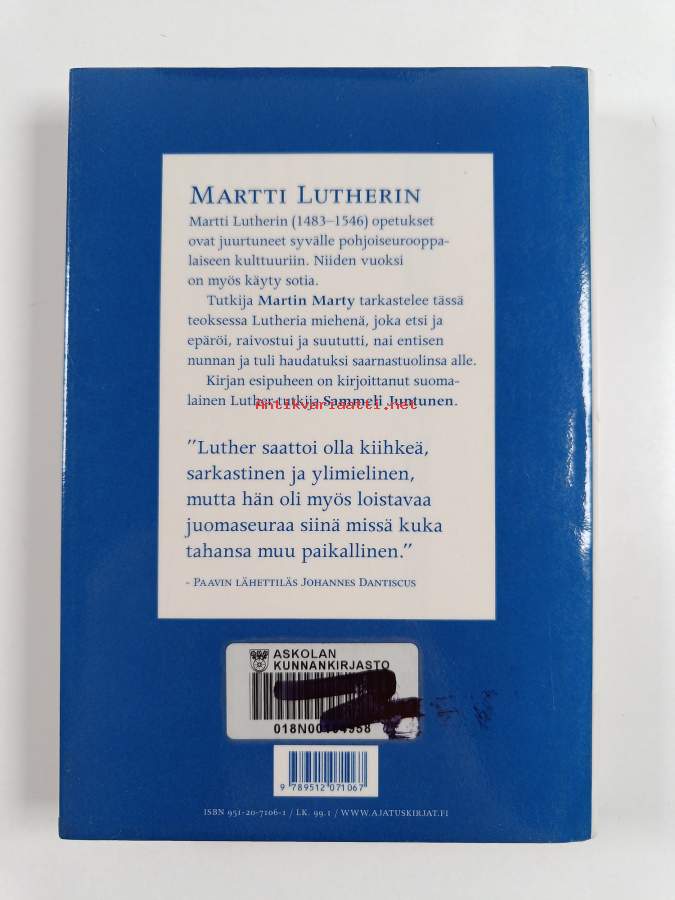 MARTTI LUTHERIN
Martti Lutherin (1483–1546) opetukset
ovat juurtuneet syvälle pohjoiseurooppa-
laiseen kulttuuriin. Niiden vuoksi
on myös käyty sotia.
Tutkija Martin Marty tarkastelee tässä
teoksessa Lutheria miehenä, joka etsi ja
epäröi, raivostui ja suututti, nai entisen
nunnan ja tuli haudatuksi saarnastuolinsa alle.
Kirjan esipuheen on kirjoittanut suoma-
lainen Luther-tutkija Sammeli Juntunen.
Antikvariaatti.net
”Luther saattoi olla kiihkeä,
sarkastinen ja ylimielinen,
mutta hän oli myös loistavaa
juomaseuraa siinä missä kuka
tahansa muu paikallinen.”
- PAAVIN LÄHETTILÄS JOHANNES DANTISCUS
ASKOLAN
KUNNANKIRJASTO
9 789512 071067
ISBN 951-20-7106-1 / LK. 99.1 / WWW.AJATUSKIRJAT.FI